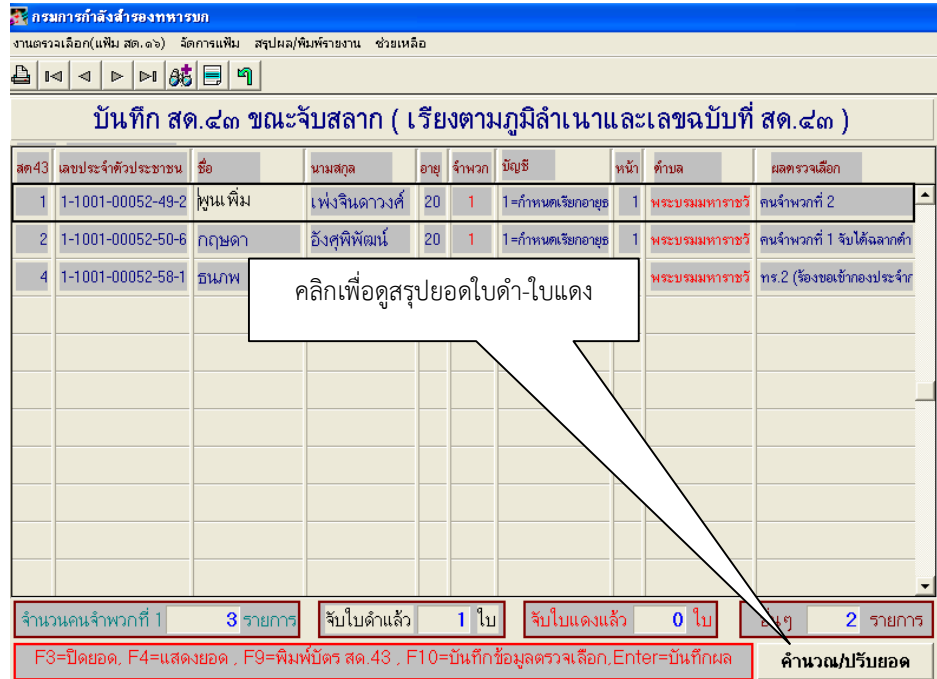 กรมการกำลังสำรองทหารบก
งานตรวจเลือก(แฟ้ม สด.๑๖) จัดการแฟ้ม สรุปผล/พิมพ์รายงาน ช่วยเหลือ
บันทึก สด.๔๓ ขณะจับสลาก ( เรียงตามภูมิลำเนาและเลขฉบับที่ สด.๔๓ )
สด43 เลขประจำตัวประชาชน ชื่อ นามสกุล อายุ จำพวก บัญชี หน้า ตำบล ผลตรวจเลือก
1 1-1001-00052-49-2 พูนเพิ่ม เพ่งจินดาวงศ์ 20 1 1=กำหนดเรียกอายุธ 1 พระบรมมหาราชวั คนจำพวกที่ 2
2 1-1001-00052-50-6 กฤษดา อังศุพิพัฒน์ 20 1 1=กำหนดเรียกอายุธ 1 พระบรมมหาราชวั คนจำพวกที่ 1 จับได้ฉลากดำ
4 1-1001-00052-58-1 ธนภพ พระบรมมหาราชวั ทร.2 (ร้องขอเข้ากองประจำก
คลิกเพื่อดูสรุปยอดใบดำ-ใบแดง
จำนวนคนจำพวกที่ 1 3 รายการ จับใบดำแล้ว 1 ใบ จับใบแดงแล้ว 0 ใบ อื่นๆ 2 รายการ
F3=ปิดยอด, F4=แสดงยอด , F9=พิมพ์บัตร สด.43 , F10=บันทึกข้อมูลตรวจเลือก,Enter=บันทึกผล คำนวณ/ปรับยอด